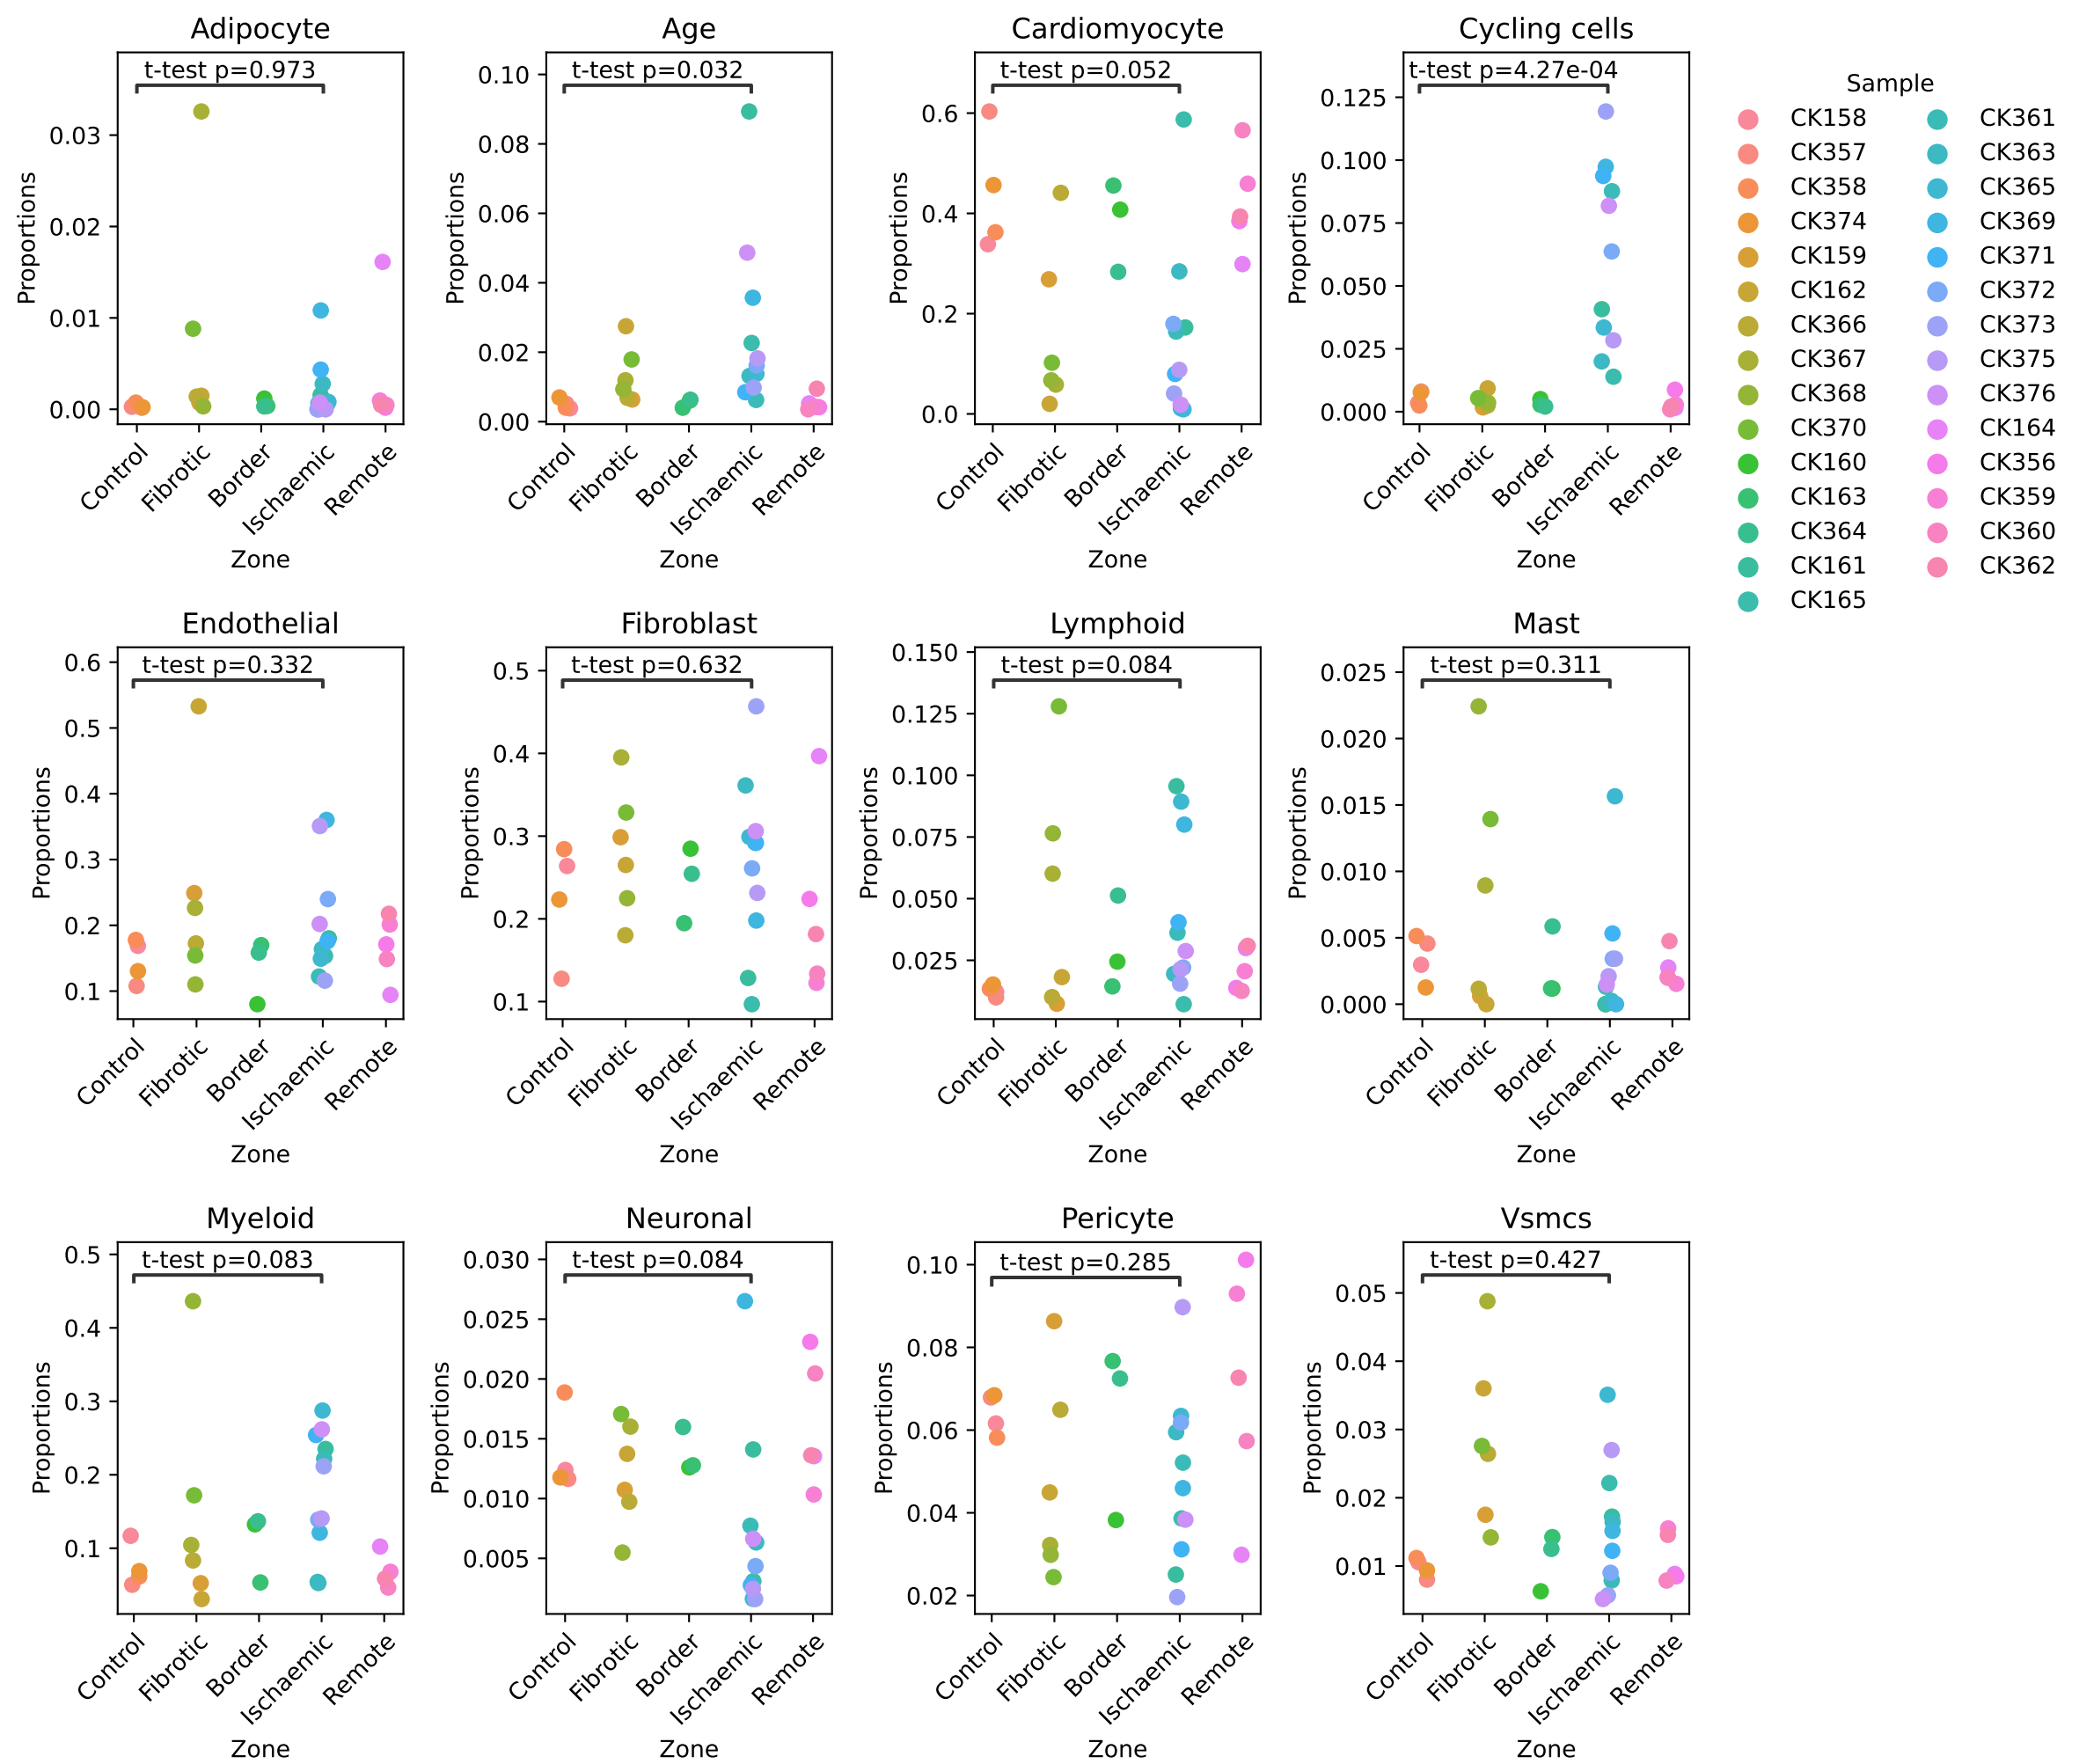 Adipocyte
t-test p=0.973
Proportions
0.03
0.02
0.01
0.00
Control
Fibrotic
Border
Ischaemic
Remote
Zone
Age
t-test p=0.032
Proportions
0.10
0.08
0.06
0.04
0.02
0.00
Control
Fibrotic
Border
Ischaemic
Remote
Zone
Cardiomyocyte
t-test p=0.052
Proportions
0.6
0.4
0.2
0.0
Control
Fibrotic
Border
Ischaemic
Remote
Zone
Cycling cells
t-test p=4.27e-04
Proportions
0.125
0.100
0.075
0.050
0.025
0.000
Control
Fibrotic
Border
Ischaemic
Remote
Zone
Sample
CK158
CK357
CK358
CK374
CK159
CK162
CK366
CK367
CK368
CK370
CK160
CK163
CK364
CK161
CK165
CK361
CK363
CK365
CK369
CK371
CK372
CK373
CK375
CK376
CK164
CK356
CK359
CK360
CK362
Endothelial
t-test p=0.332
Proportions
0.6
0.5
0.4
0.3
0.2
0.1
Control
Fibrotic
Border
Ischaemic
Remote
Zone
Fibroblast
t-test p=0.632
Proportions
0.5
0.4
0.3
0.2
0.1
Control
Fibrotic
Border
Ischaemic
Remote
Zone
Lymphoid
t-test p=0.084
Proportions
0.150
0.125
0.100
0.075
0.050
0.025
Control
Fibrotic
Border
Ischaemic
Remote
Zone
Mast
t-test p=0.311
Proportions
0.025
0.020
0.015
0.010
0.005
0.000
Control
Fibrotic
Border
Ischaemic
Remote
Zone
Myeloid
t-test p=0.083
Proportions
0.5
0.4
0.3
0.2
0.1
Control
Fibrotic
Border
Ischaemic
Remote
Zone
Neuronal
t-test p=0.084
Proportions
0.030
0.025
0.020
0.015
0.010
0.005
Control
Fibrotic
Border
Ischaemic
Remote
Zone
Pericyte
t-test p=0.285
Proportions
0.10
0.08
0.06
0.04
0.02
Control
Fibrotic
Border
Ischaemic
Remote
Zone
Vsmcs
t-test p=0.427
Proportions
0.05
0.04
0.03
0.02
0.01
Control
Fibrotic
Border
Ischaemic
Remote
Zone